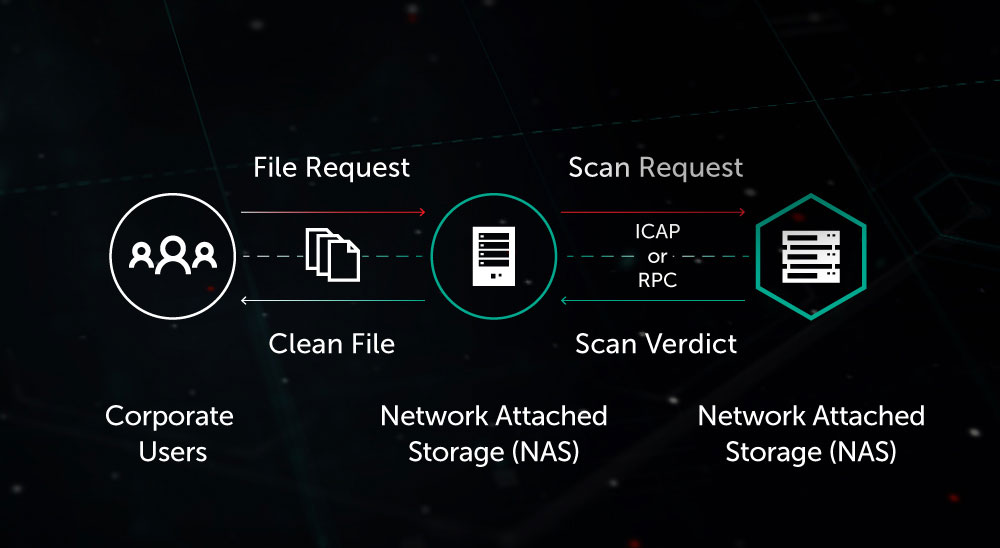 File Request
Scan Request
ICAP
or
RPC
Clean File
Scan Verdict
Corporate
Users
Network Attached
Storage (NAS)
Network Attached
Storage (NAS)